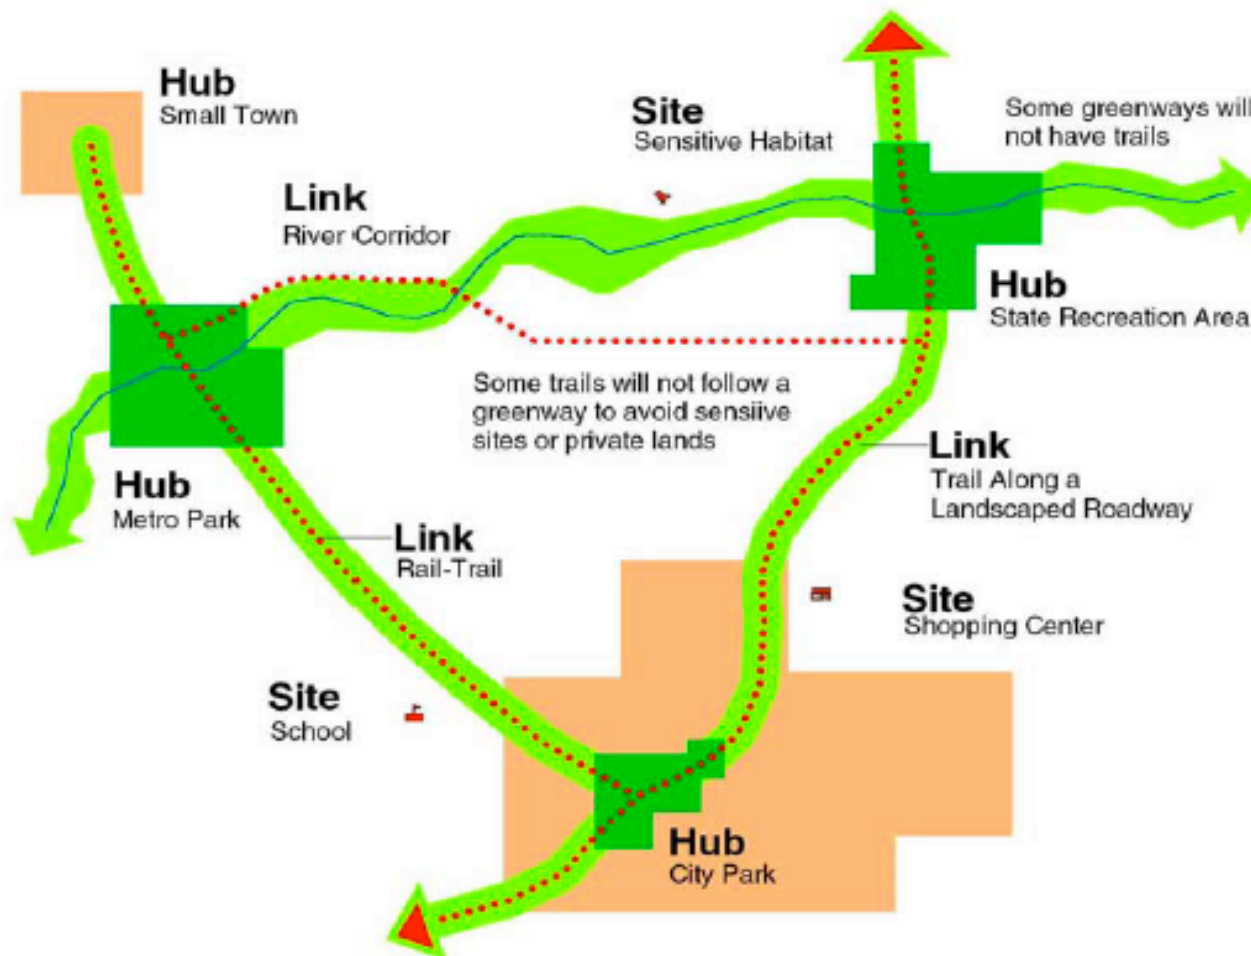 Hub
Small Town
Site
Sensitive Habitat
Some greenways will
not have trails
Link
River Corridor
Hub
State Recreation Area
Some trails will not follow a
greenway to avoid sensiive
sites or private lands
Link
Trail Along a
Landscaped Roadway
Hub
Metro Park
Link
Rail-Trail
Site
Shopping Center
Site
School
Hub
City Park